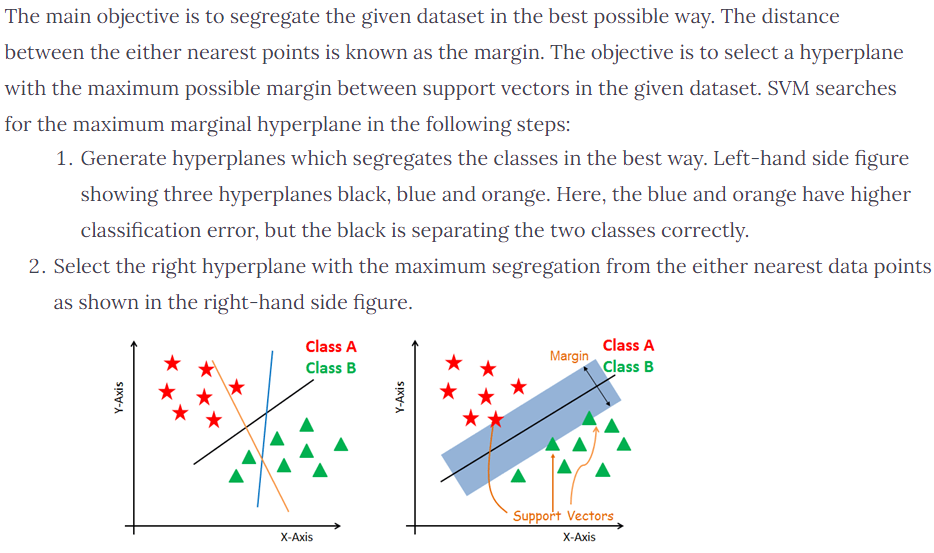 The main objective is to segregate the given dataset in the best possible way. The distance
between the either nearest points is known as the margin. The objective is to select a hyperplane
with the maximum possible margin between support vectors in the given dataset. SVM searches
for the maximum marginal hyperplane in the following steps:
1. Generate hyperplanes which segregates the classes in the best way. Left-hand side figure
showing three hyperplanes black, blue and orange. Here, the blue and orange have higher
classification error, but the black is separating the two classes correctly.
2. Select the right hyperplane with the maximum segregation from the either nearest data points
as shown in the right-hand side figure.
Class A
Class B
Y-Axis
X-Axis
Class A
Margin
Class B
Y-Axis
Support Vectors
X-Axis